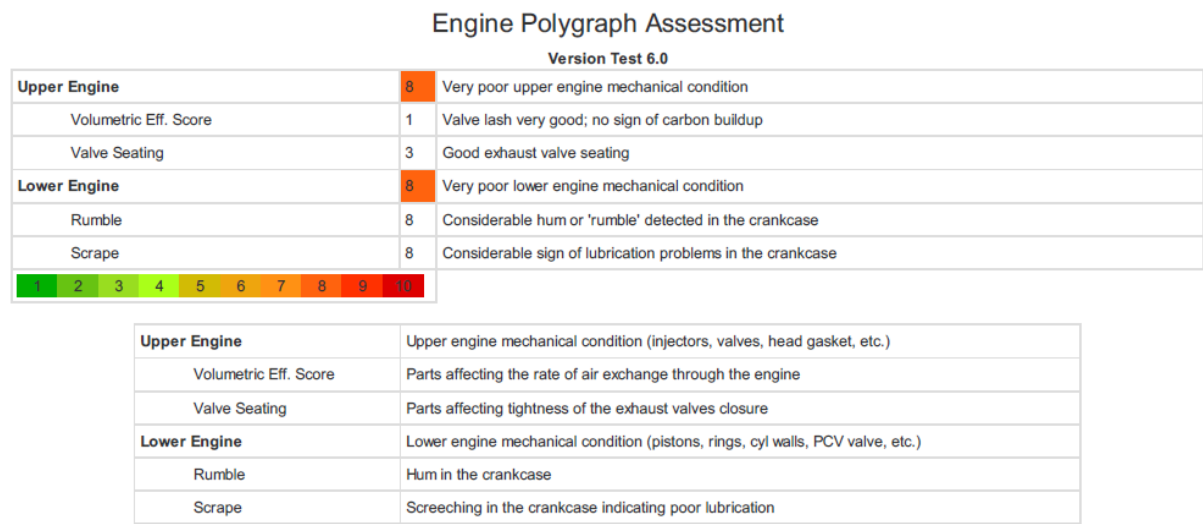 Engine Polygraph Assessment
Version Test 6.0
Upper Engine 8 Very poor upper engine mechanical condition
Volumetric Eff. Score 1 Valve lash very good; no sign of carbon buildup
Valve Seating 3 Good exhaust valve seating
Lower Engine 8 Very poor lower engine mechanical condition
Rumble 8 Considerable hum or 'rumble' detected in the crankcase
Scrape 8 Considerable sign of lubrication problems in the crankcase
1 2 3 4 5 6 7 8 9 10
Upper Engine Upper engine mechanical condition (injectors, valves, head gasket, etc.)
Volumetric Eff. Score Parts affecting the rate of air exchange through the engine
Valve Seating Parts affecting tightness of the exhaust valves closure
Lower Engine Lower engine mechanical condition (pistons, rings, cyl walls, PCV valve, etc.)
Rumble Hum in the crankcase
Scrape Screeching in the crankcase indicating poor lubrication